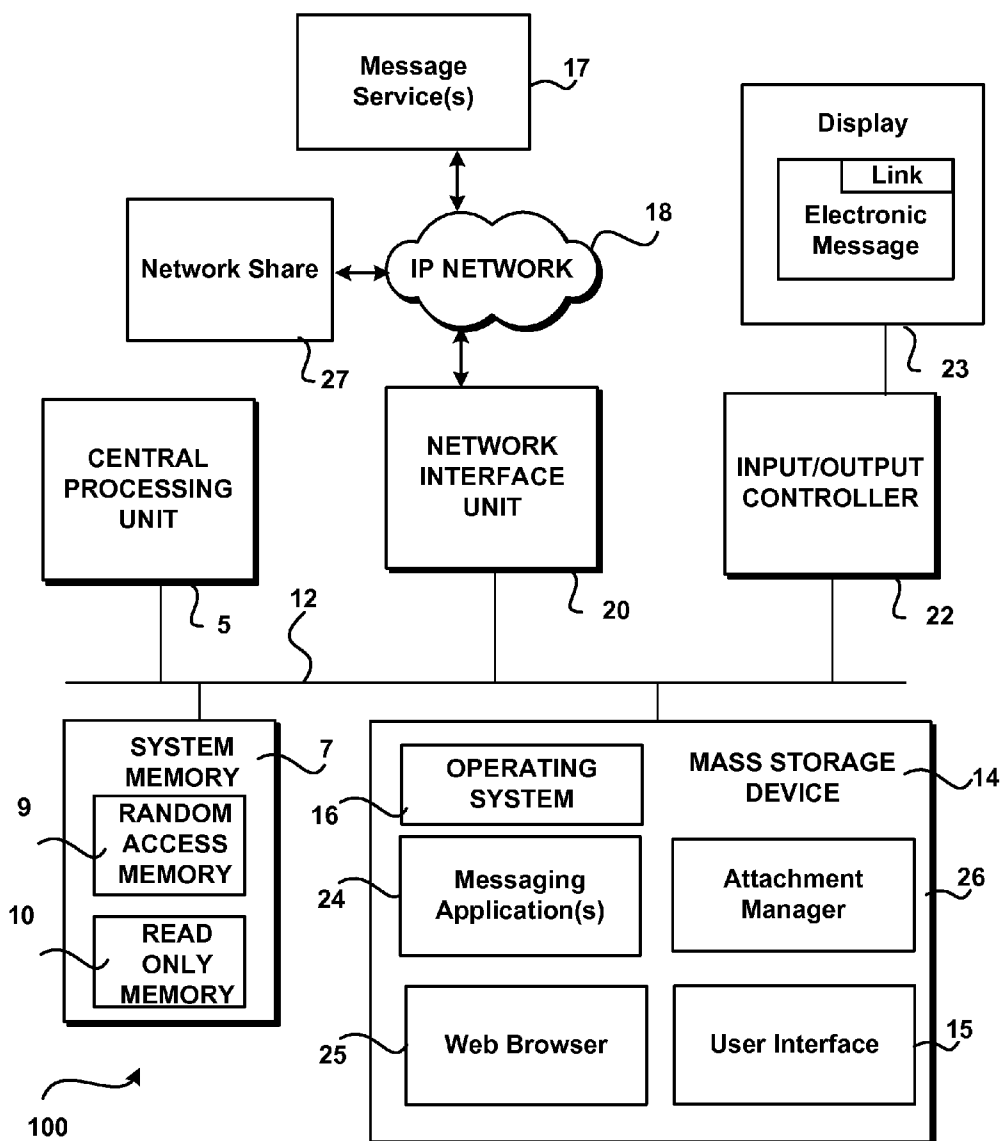 Message
Service(s)
17
Display
Link
Electronic
Message
18
Network Share
IP NETWORK
27
23
CENTRAL
PROCESSING
UNIT
NETWORK
INTERFACE
UNIT
INPUT/OUTPUT
CONTROLLER
5
12
20
22
SYSTEM
MEMORY
7
9
RANDOM
ACCESS
MEMORY
10
READ
ONLY
MEMORY
OPERATING
SYSTEM
16
MASS STORAGE
DEVICE
14
Messaging
Application(s)
24
Attachment
Manager
26
Web Browser
25
User Interface
15
100